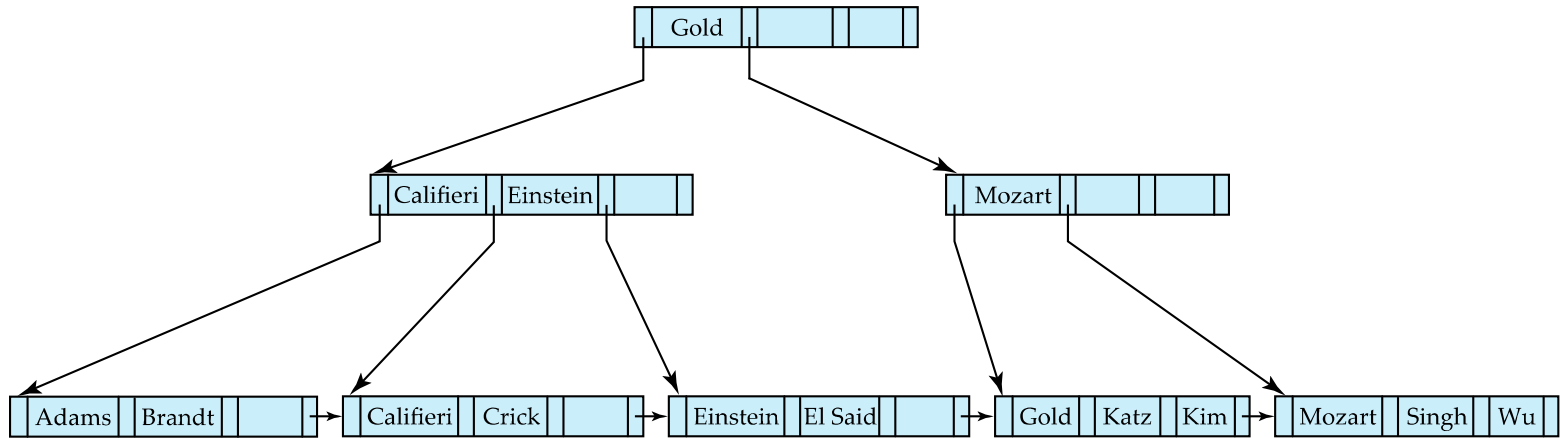 Gold
Califieri Einstein
Mozart
Adams Brandt
Califieri Crick
Einstein El Said
Gold Katz Kim
Mozart Singh Wu